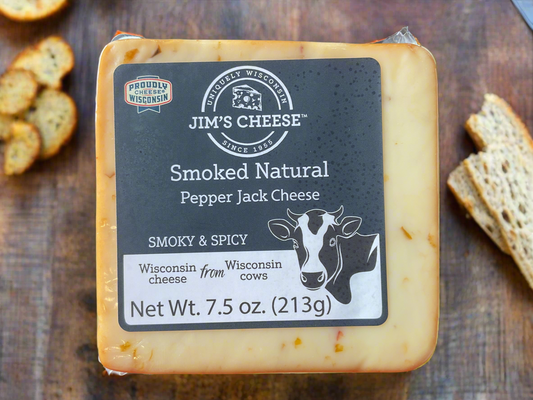 PROUDLY
WISCONSIN
CHEESE
UNIQUELY WISCONSIN
JIM'S CHEESE™
SINCE 1955
Smoked Natural
Pepper Jack Cheese
SMOKY & SPICY
Wisconsin cheese from Wisconsin cows
Net Wt. 7.5 oz. (213g)